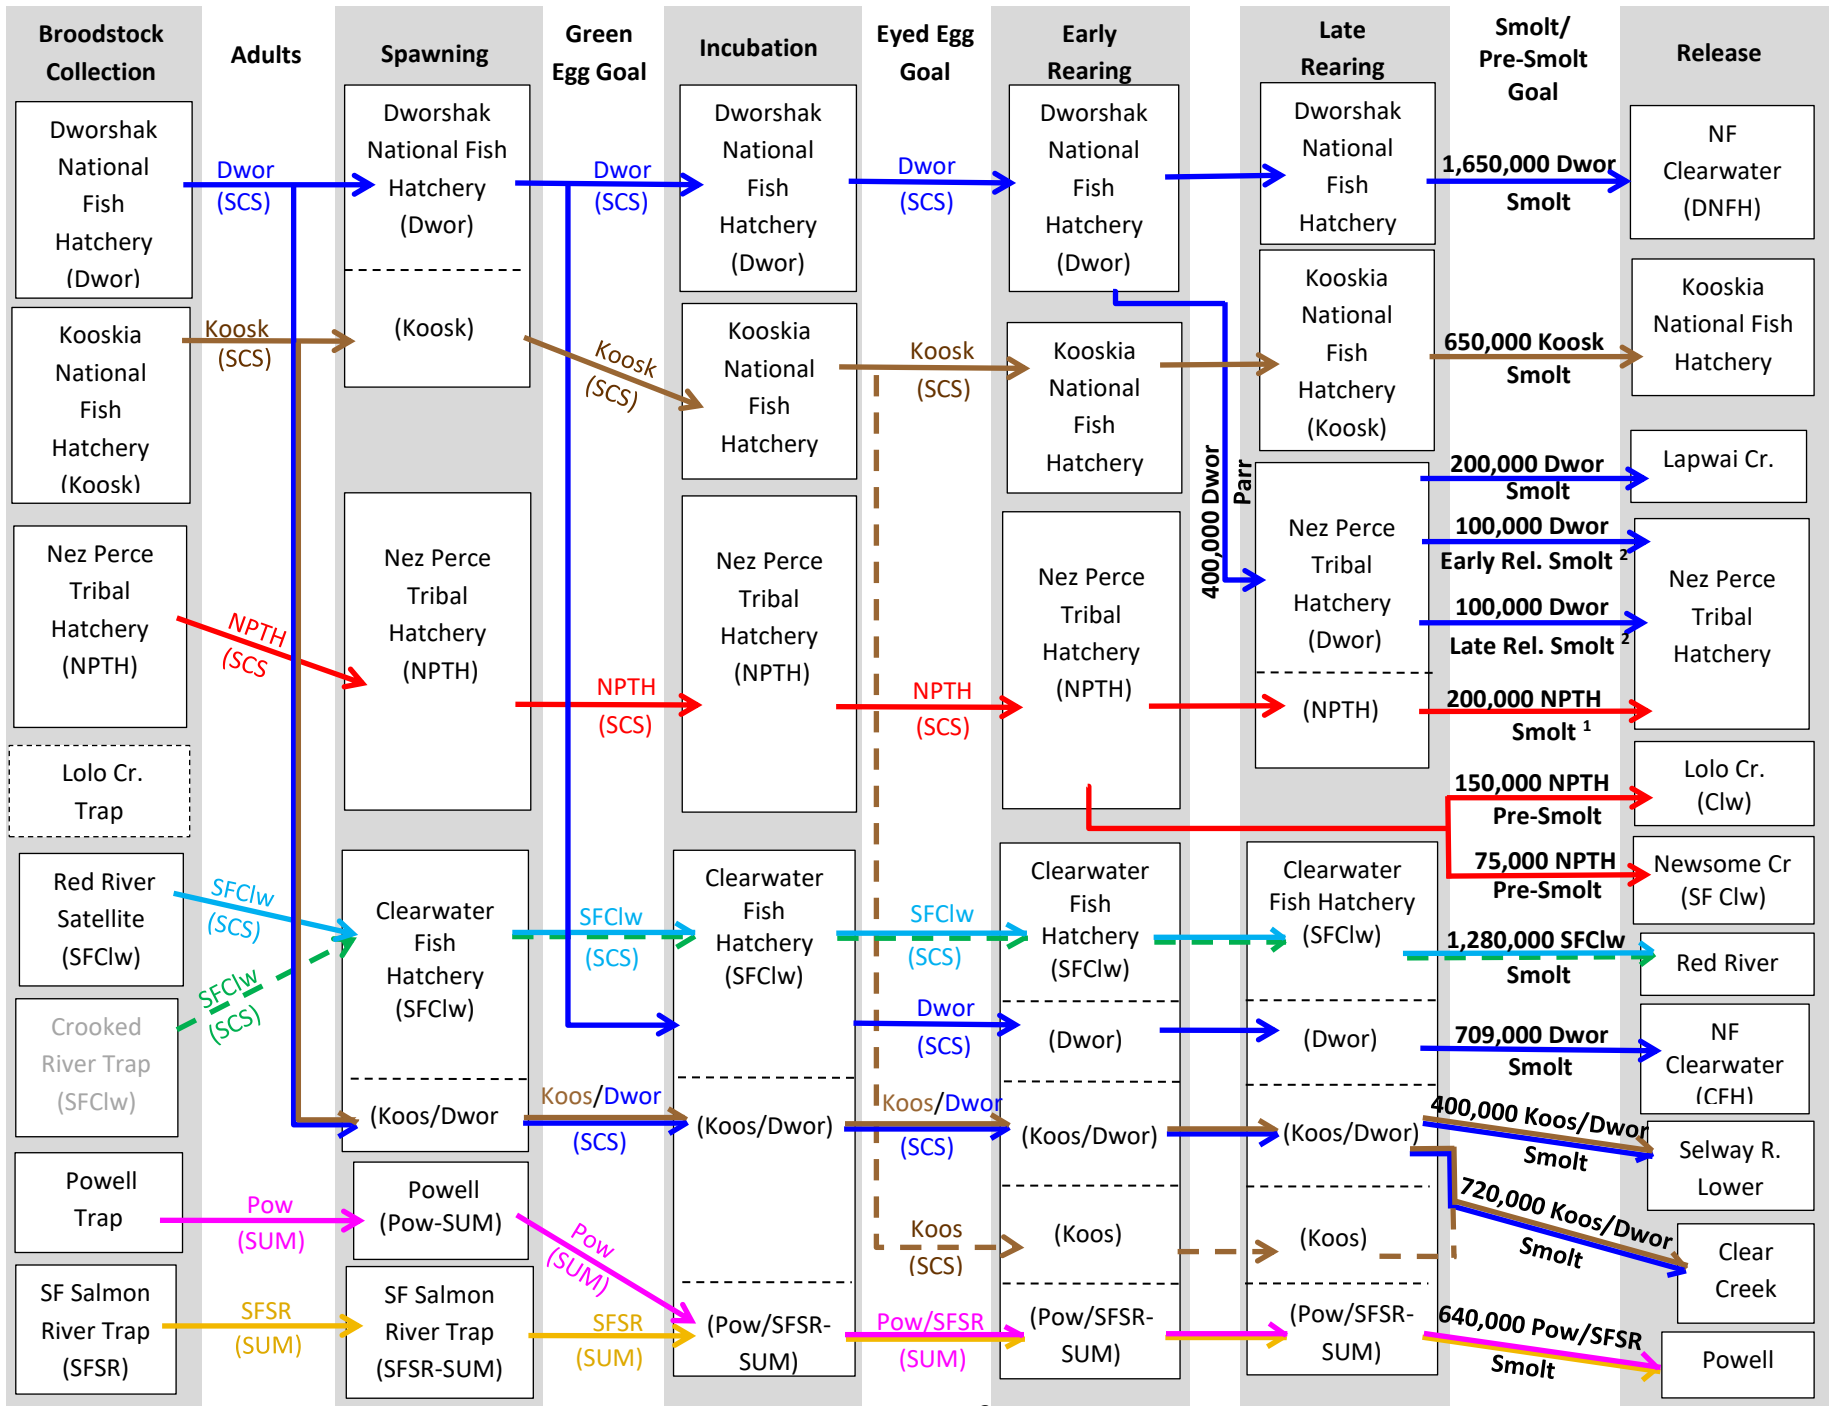 Broodstock
Collection
Adults
Spawning
Green
Egg Goal
Incubation
Eyed Egg
Goal
Early
Rearing
Late
Rearing
Smolt/
Pre-Smolt
Goal
Release
Dworshak
National
Fish
Hatchery
(Dwor)
Kooskia
National
Fish
Hatchery
(Koosk)
Nez Perce
Tribal
Hatchery
(NPTH)
Lolo Cr.
Trap
Red River
Satellite
(SFClw)
Crooked
River Trap
(SFClw)
Powell
Trap
SF Salmon
River Trap
(SFSR)
Dwor
(SCS)
Koosk
(SCS)
NPTH
(SCS
SFClw
(SCS)
SFClw
(SCS)
Pow
(SUM)
SFSR
(SUM)
Dworshak
National Fish
Hatchery
(Dwor)
(Koosk)
Nez Perce
Tribal
Hatchery
(NPTH)
Clearwater
Fish
Hatchery
(SFClw)
(Koos/Dwor
Powell
(Pow-SUM)
SF Salmon
River Trap
(SFSR-SUM)
Dwor
(SCS)
Koosk
(SCS)
NPTH
(SCS)
SFClw
(SCS)
Koos/Dwor
(SCS)
Pow
(SUM)
SFSR
(SUM)
Dworshak
National
Fish
Hatchery
(Dwor)
Kooskia
National
Fish
Hatchery
Nez Perce
Tribal
Hatchery
(NPTH)
Clearwater
Fish
Hatchery
(SFClw)
(Koos/Dwor)
(Pow/SFSR-
SUM)
Dwor
(SCS)
Koosk
(SCS)
NPTH
(SCS)
SFClw
(SCS)
Dwor
(SCS)
Koos/Dwor
(SCS)
Koos
(SCS)
Pow/SFSR
(SUM)
Dworshak
National
Fish
Hatchery
(Dwor)
Kooskia
National
Fish
Hatchery
Nez Perce
Tribal
Hatchery
(NPTH)
Clearwater
Fish
Hatchery
(SFClw)
(Dwor)
(Koos/Dwor)
(Koos)
(Pow/SFSR-
SUM)
400,000 Dwor
Parr
Dworshak
National
Fish
Hatchery
Kooskia
National
Fish
Hatchery
(Koosk)
Nez Perce
Tribal
Hatchery
(Dwor)
(NPTH)
Clearwater
Fish Hatchery
(SFClw)
(Dwor)
(Koos/Dwor)
(Koos)
(Pow/SFSR-
SUM)
1,650,000 Dwor
Smolt
650,000 Koosk
Smolt
200,000 Dwor
Smolt
100,000 Dwor
Early Rel. Smolt 2
100,000 Dwor
Late Rel. Smolt 2
200,000 NPTH
Smolt 1
150,000 NPTH
Pre-Smolt
75,000 NPTH
Pre-Smolt
1,280,000 SFClw
Smolt
709,000 Dwor
Smolt
400,000 Koos/Dwor
Smolt
720,000 Koos/Dwor
Smolt
640,000 Pow/SFSR
Smolt
NF
Clearwater
(DNFH)
Kooskia
National Fish
Hatchery
Lapwai Cr.
Nez Perce
Tribal
Hatchery
Lolo Cr.
(Clw)
Newsome Cr
(SF Clw)
Red River
NF
Clearwater
(CFH)
Selway R.
Lower
Clear
Creek
Powell